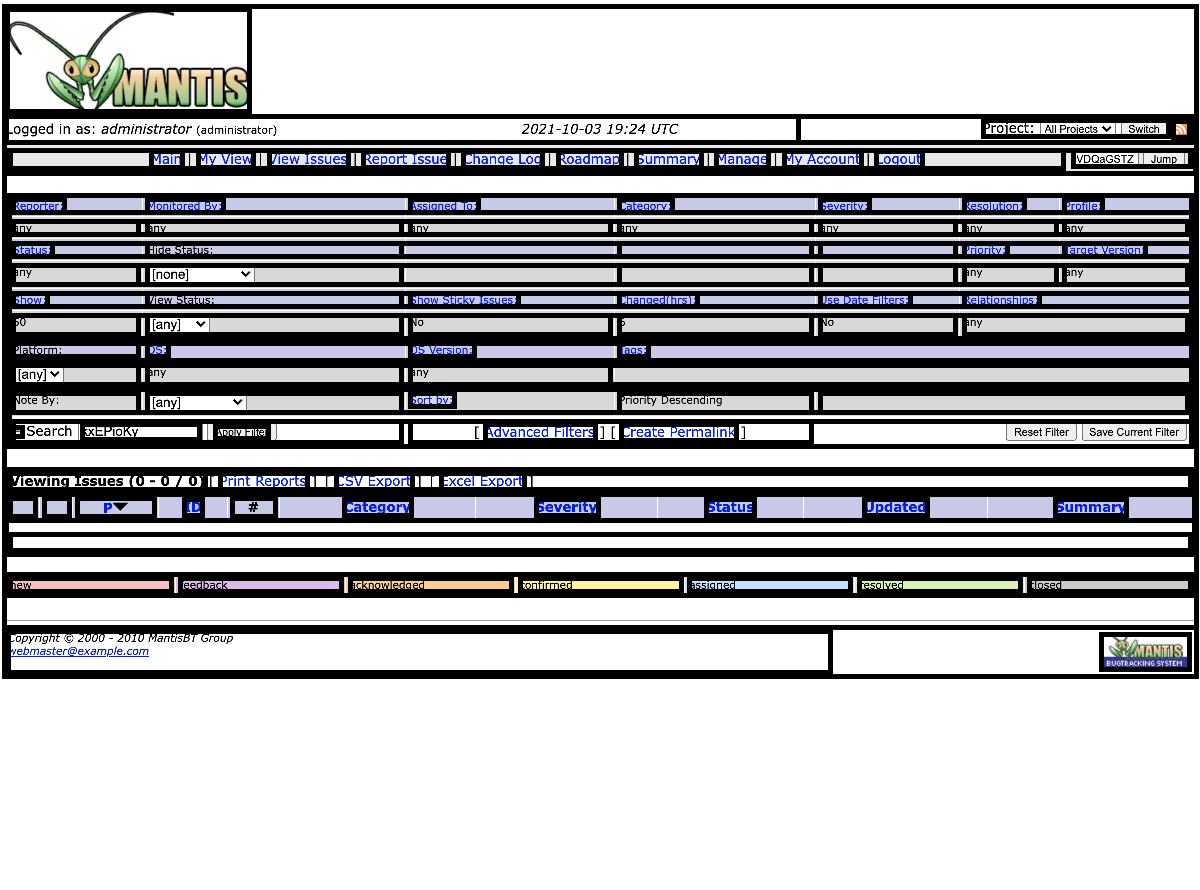 MANTIS
Logged in as: administrator (administrator) 2021-10-03 19:24 UTC Project: All Projects Switch
Main View Issues Report Issue Change Log Roadmap Summary Manage My Account Logout VDQaGSTZ Jump
Reporter: Monitored By: Assigned To: Category: Severity: Resolution: Profile:
any any any any any any any
Status: Hide Status: Priority: Target Version:
any [none] any any
Show: View Status: Show Sticky Issues: Changed(hrs): Use Date Filters: Relationships:
50 [any] No 6 No any
Platform: OS: OS Version: Tags:
[any] any any
Note By: [any] Sort by: Priority Descending
Search xxEPioKy Apply Filter [ Advanced Filters ] [ Create Permalink ] Reset Filter Save Current Filter
Viewing Issues (0 - 0 / 0) [ Print Reports ] [ CSV Export ] [ Excel Export ]
P ID # Category Severity Status Updated Summary
new feedback acknowledged confirmed assigned resolved closed
Copyright © 2000 - 2010 MantisBT Group
webmaster@example.com
MANTIS
BUGTRACKING SYSTEM